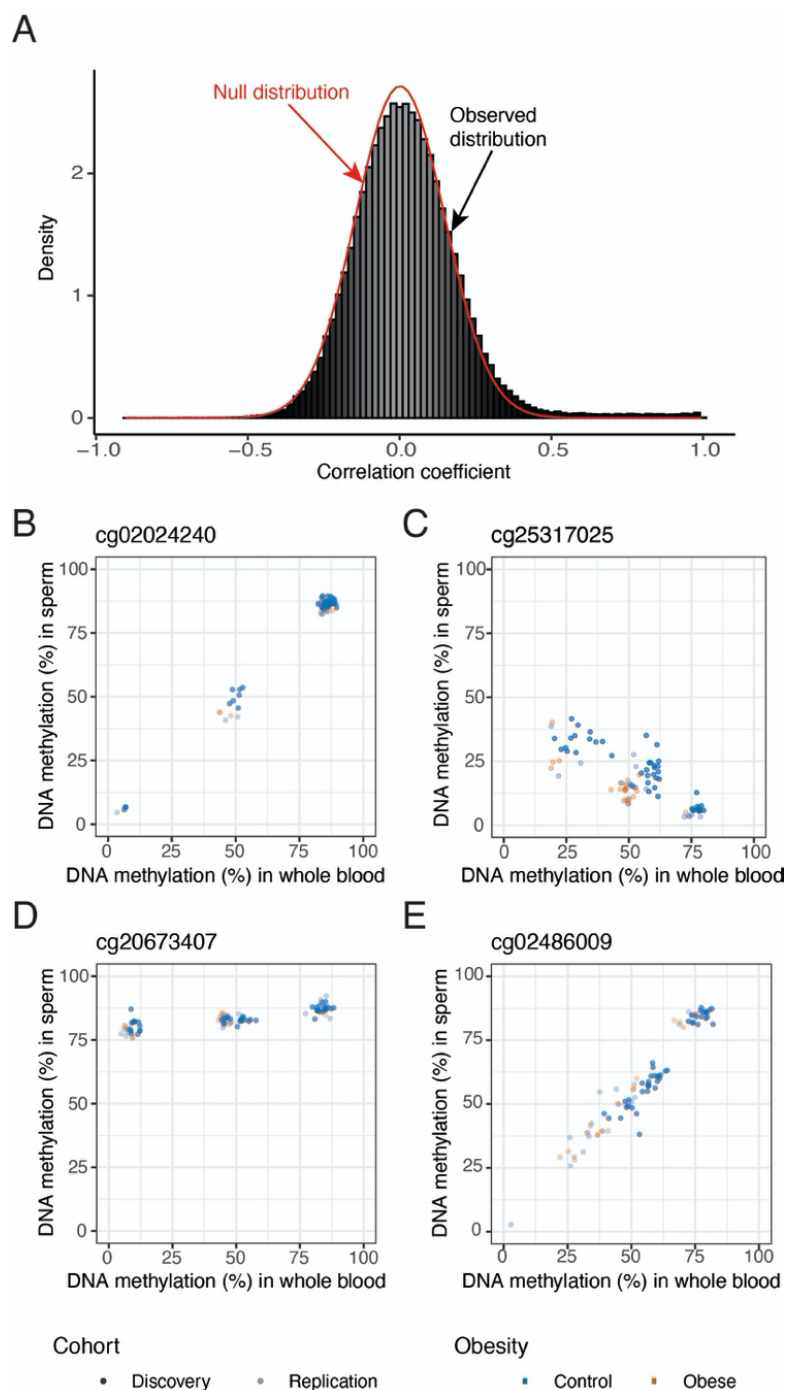 A
Null distribution
Observed
distribution
Density
2
1
0
−1.0 −0.5 0.0 0.5 1.0
Correlation coefficient
B
cg02024240
DNA methylation (%) in sperm
100
75
50
25
0
0 25 50 75 100
DNA methylation (%) in whole blood
C
cg25317025
DNA methylation (%) in sperm
100
75
50
25
0
0 25 50 75 100
DNA methylation (%) in whole blood
D
cg20673407
DNA methylation (%) in sperm
100
75
50
25
0
0 25 50 75 100
DNA methylation (%) in whole blood
E
cg02486009
DNA methylation (%) in sperm
100
75
50
25
0
0 25 50 75 100
DNA methylation (%) in whole blood
Cohort
Discovery Replication
Obesity
Control Obese